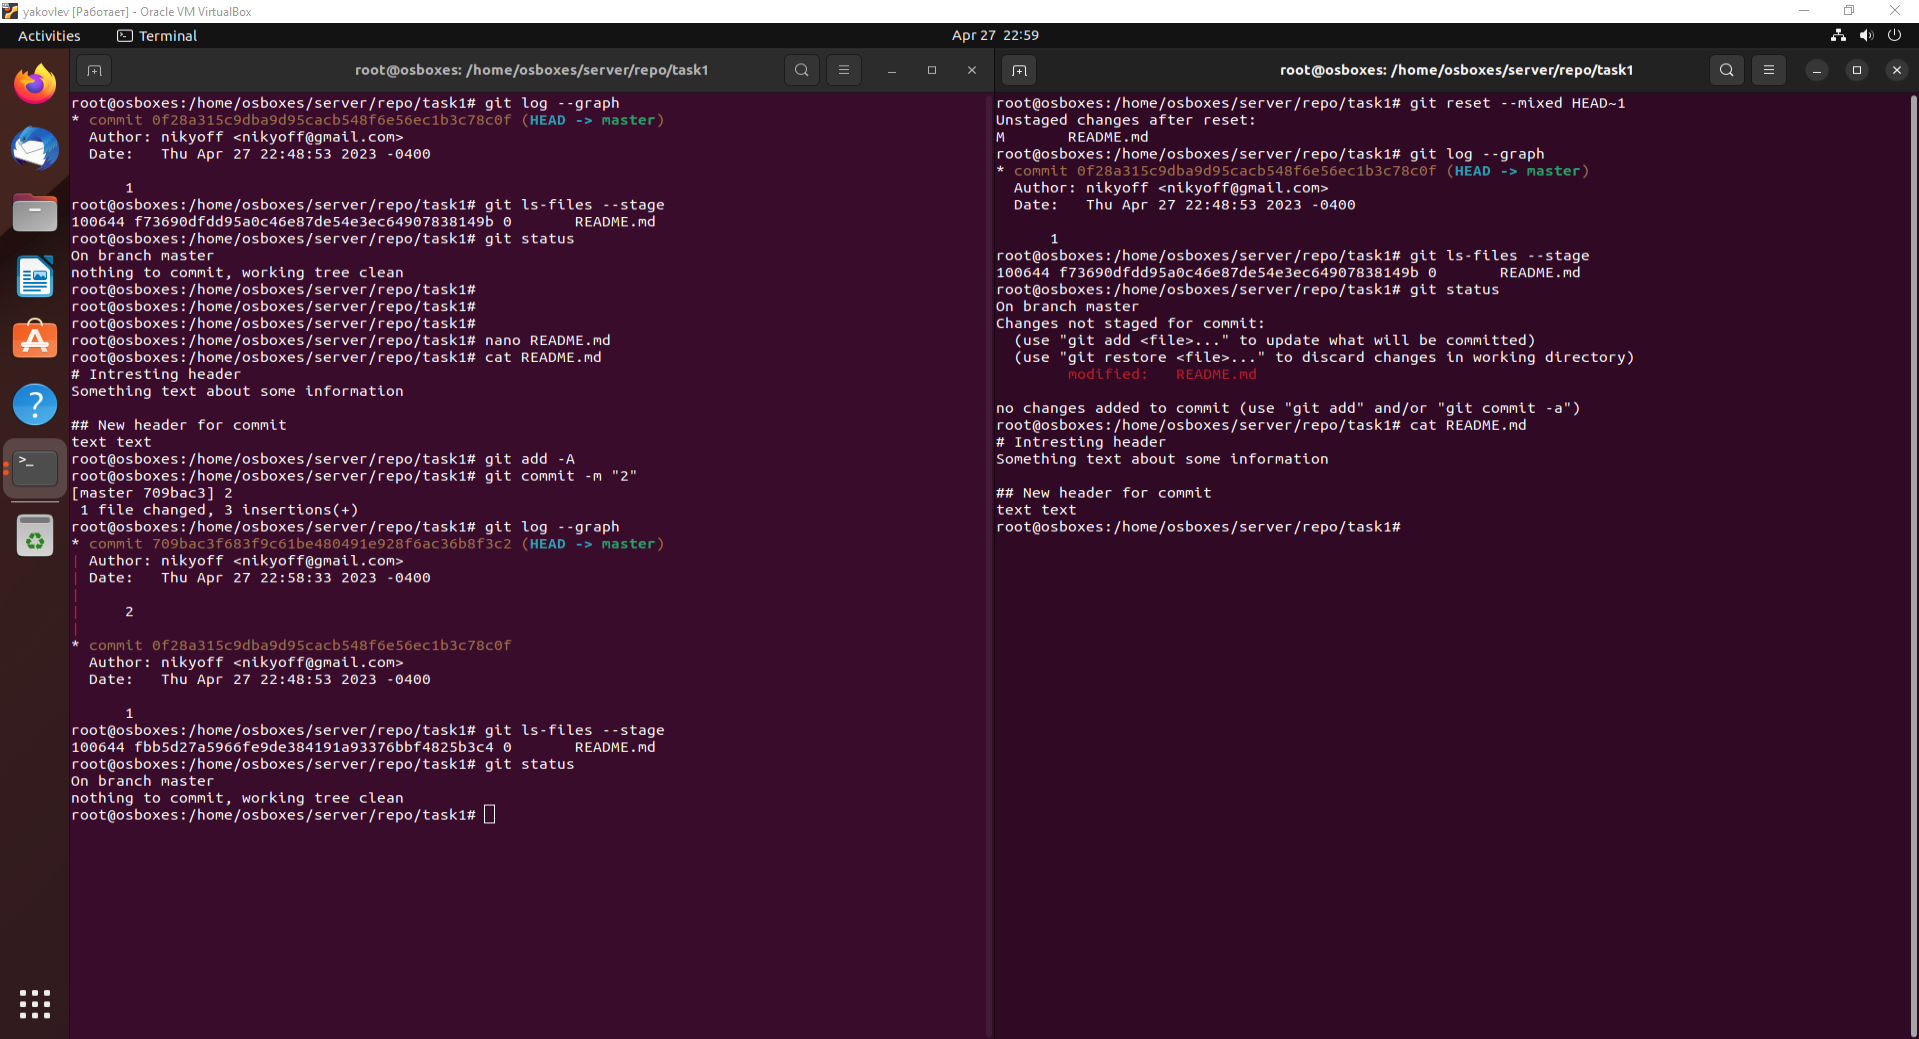 yakovlev [Работает] - Oracle VM VirtualBox
Activities
Terminal
Apr 27 22:59
root@osboxes: /home/osboxes/server/repo/task1
root@osboxes:/home/osboxes/server/repo/task1# git log --graph
* commit 0f28a315c9dba9d95cacb548f6e56ec1b3c78c0f (HEAD -> master)
Author: nikyoff <nikyoff@gmail.com>
Date:   Thu Apr 27 22:48:53 2023 -0400
1
root@osboxes:/home/osboxes/server/repo/task1# git ls-files --stage
100644 f73690dfdd95a0c46e87de54e3ec64907838149b 0       README.md
root@osboxes:/home/osboxes/server/repo/task1# git status
On branch master
nothing to commit, working tree clean
root@osboxes:/home/osboxes/server/repo/task1#
root@osboxes:/home/osboxes/server/repo/task1#
root@osboxes:/home/osboxes/server/repo/task1#
root@osboxes:/home/osboxes/server/repo/task1# nano README.md
root@osboxes:/home/osboxes/server/repo/task1# cat README.md
# Intresting header
Something text about some information
## New header for commit
text text
root@osboxes:/home/osboxes/server/repo/task1# git add -A
root@osboxes:/home/osboxes/server/repo/task1# git commit -m "2"
[master 709bac3] 2
1 file changed, 3 insertions(+)
root@osboxes:/home/osboxes/server/repo/task1# git log --graph
* commit 709bac3f683f9c61be480491e928f6ac36b8f3c2 (HEAD -> master)
| Author: nikyoff <nikyoff@gmail.com>
| Date:   Thu Apr 27 22:58:33 2023 -0400
|
|     2
|
* commit 0f28a315c9dba9d95cacb548f6e56ec1b3c78c0f
Author: nikyoff <nikyoff@gmail.com>
Date:   Thu Apr 27 22:48:53 2023 -0400
1
root@osboxes:/home/osboxes/server/repo/task1# git ls-files --stage
100644 fbb5d27a5966fe9de384191a93376bbf4825b3c4 0       README.md
root@osboxes:/home/osboxes/server/repo/task1# git status
On branch master
nothing to commit, working tree clean
root@osboxes:/home/osboxes/server/repo/task1#
root@osboxes: /home/osboxes/server/repo/task1
root@osboxes:/home/osboxes/server/repo/task1# git reset --mixed HEAD~1
Unstaged changes after reset:
M       README.md
root@osboxes:/home/osboxes/server/repo/task1# git log --graph
* commit 0f28a315c9dba9d95cacb548f6e56ec1b3c78c0f (HEAD -> master)
Author: nikyoff <nikyoff@gmail.com>
Date:   Thu Apr 27 22:48:53 2023 -0400
1
root@osboxes:/home/osboxes/server/repo/task1# git ls-files --stage
100644 f73690dfdd95a0c46e87de54e3ec64907838149b 0       README.md
root@osboxes:/home/osboxes/server/repo/task1# git status
On branch master
Changes not staged for commit:
(use "git add <file>..." to update what will be committed)
(use "git restore <file>..." to discard changes in working directory)
modified:   README.md
no changes added to commit (use "git add" and/or "git commit -a")
root@osboxes:/home/osboxes/server/repo/task1# cat README.md
# Intresting header
Something text about some information
## New header for commit
text text
root@osboxes:/home/osboxes/server/repo/task1#